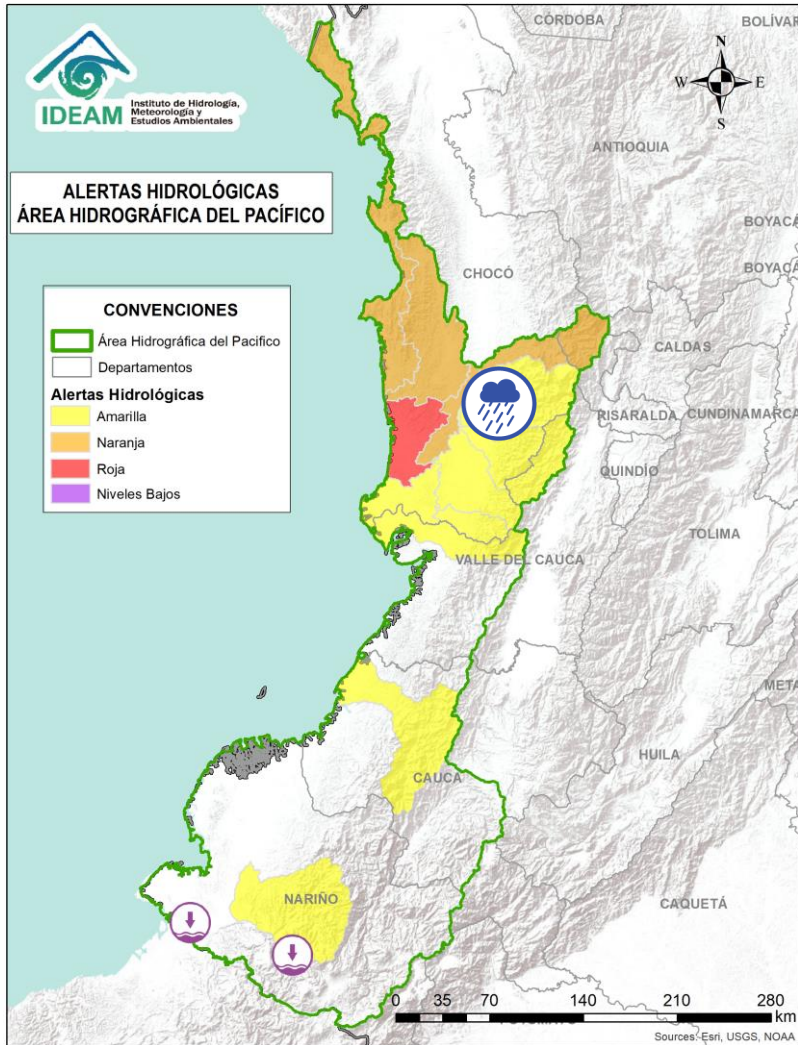 IDEAM
Instituto de Hidrología,
Meteorología y
Estudios Ambientales
ALERTAS HIDROLÓGICAS
ÁREA HIDROGRÁFICA DEL PACÍFICO
CONVENCIONES
Área Hidrográfica del Pacifico
Departamentos
Alertas Hidrológicas
Amarilla
Naranja
Roja
Niveles Bajos
CÓRDOBA
BOLÍVAR
N
W
E
S
ANTIOQUIA
BOYACÁ
BOYACÁ
CHOCÓ
CALDAS
RISARALDA
CUNDINAMARCA
QUINDÍO
TOLIMA
VALLE DEL CAUCA
META
HUILA
CAUCA
NARIÑO
CAQUETÁ
0 35 70 140 210 280
km
Sources: Esri, USGS, NOAA